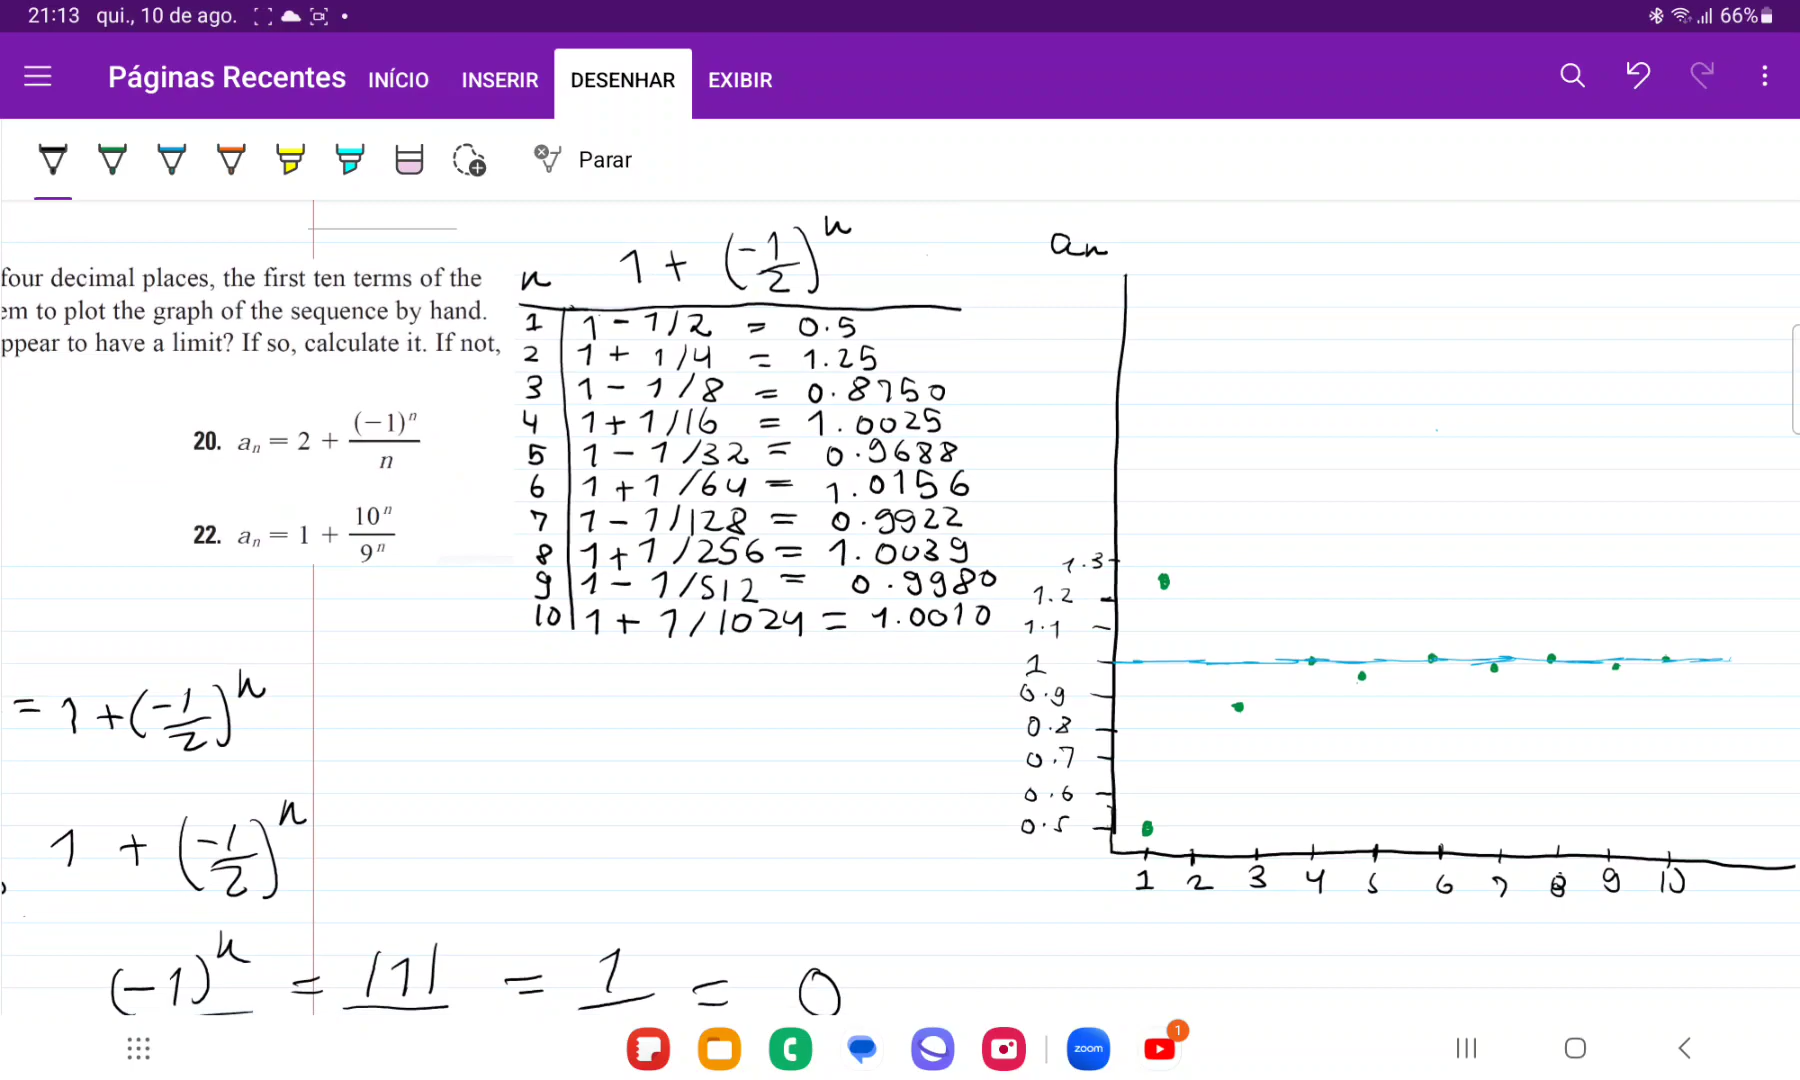 21:13 qui., 10 de ago. 66%
Páginas Recentes INÍCIO INSERIR DESENHAR EXIBIR
Parar
four decimal places, the first ten terms of the
em to plot the graph of the sequence by hand.
ppear to have a limit? If so, calculate it. If not,
20. aₙ = 2 + (−1)ⁿ / n
22. aₙ = 1 + 10ⁿ / 9ⁿ
n 1 + (-1/2)ⁿ
1 1 - 1/2 = 0.5
2 1 + 1/4 = 1.25
3 1 - 1/8 = 0.8750
4 1 + 1/16 = 1.0025
5 1 - 1/32 = 0.9688
6 1 + 1/64 = 1.0156
7 1 - 1/128 = 0.9922
8 1 + 1/256 = 1.0039
9 1 - 1/512 = 0.9980
10 1 + 1/1024 = 1.0010
= 1 + (-1/2)ⁿ
1 + (-1/2)ⁿ
(-1)ⁿ = |1| = 1 = 0
an
1.3
1.2
1.1
1
0.9
0.8
0.7
0.6
0.5
1 2 3 4 5 6 7 8 9 10
zoom
1